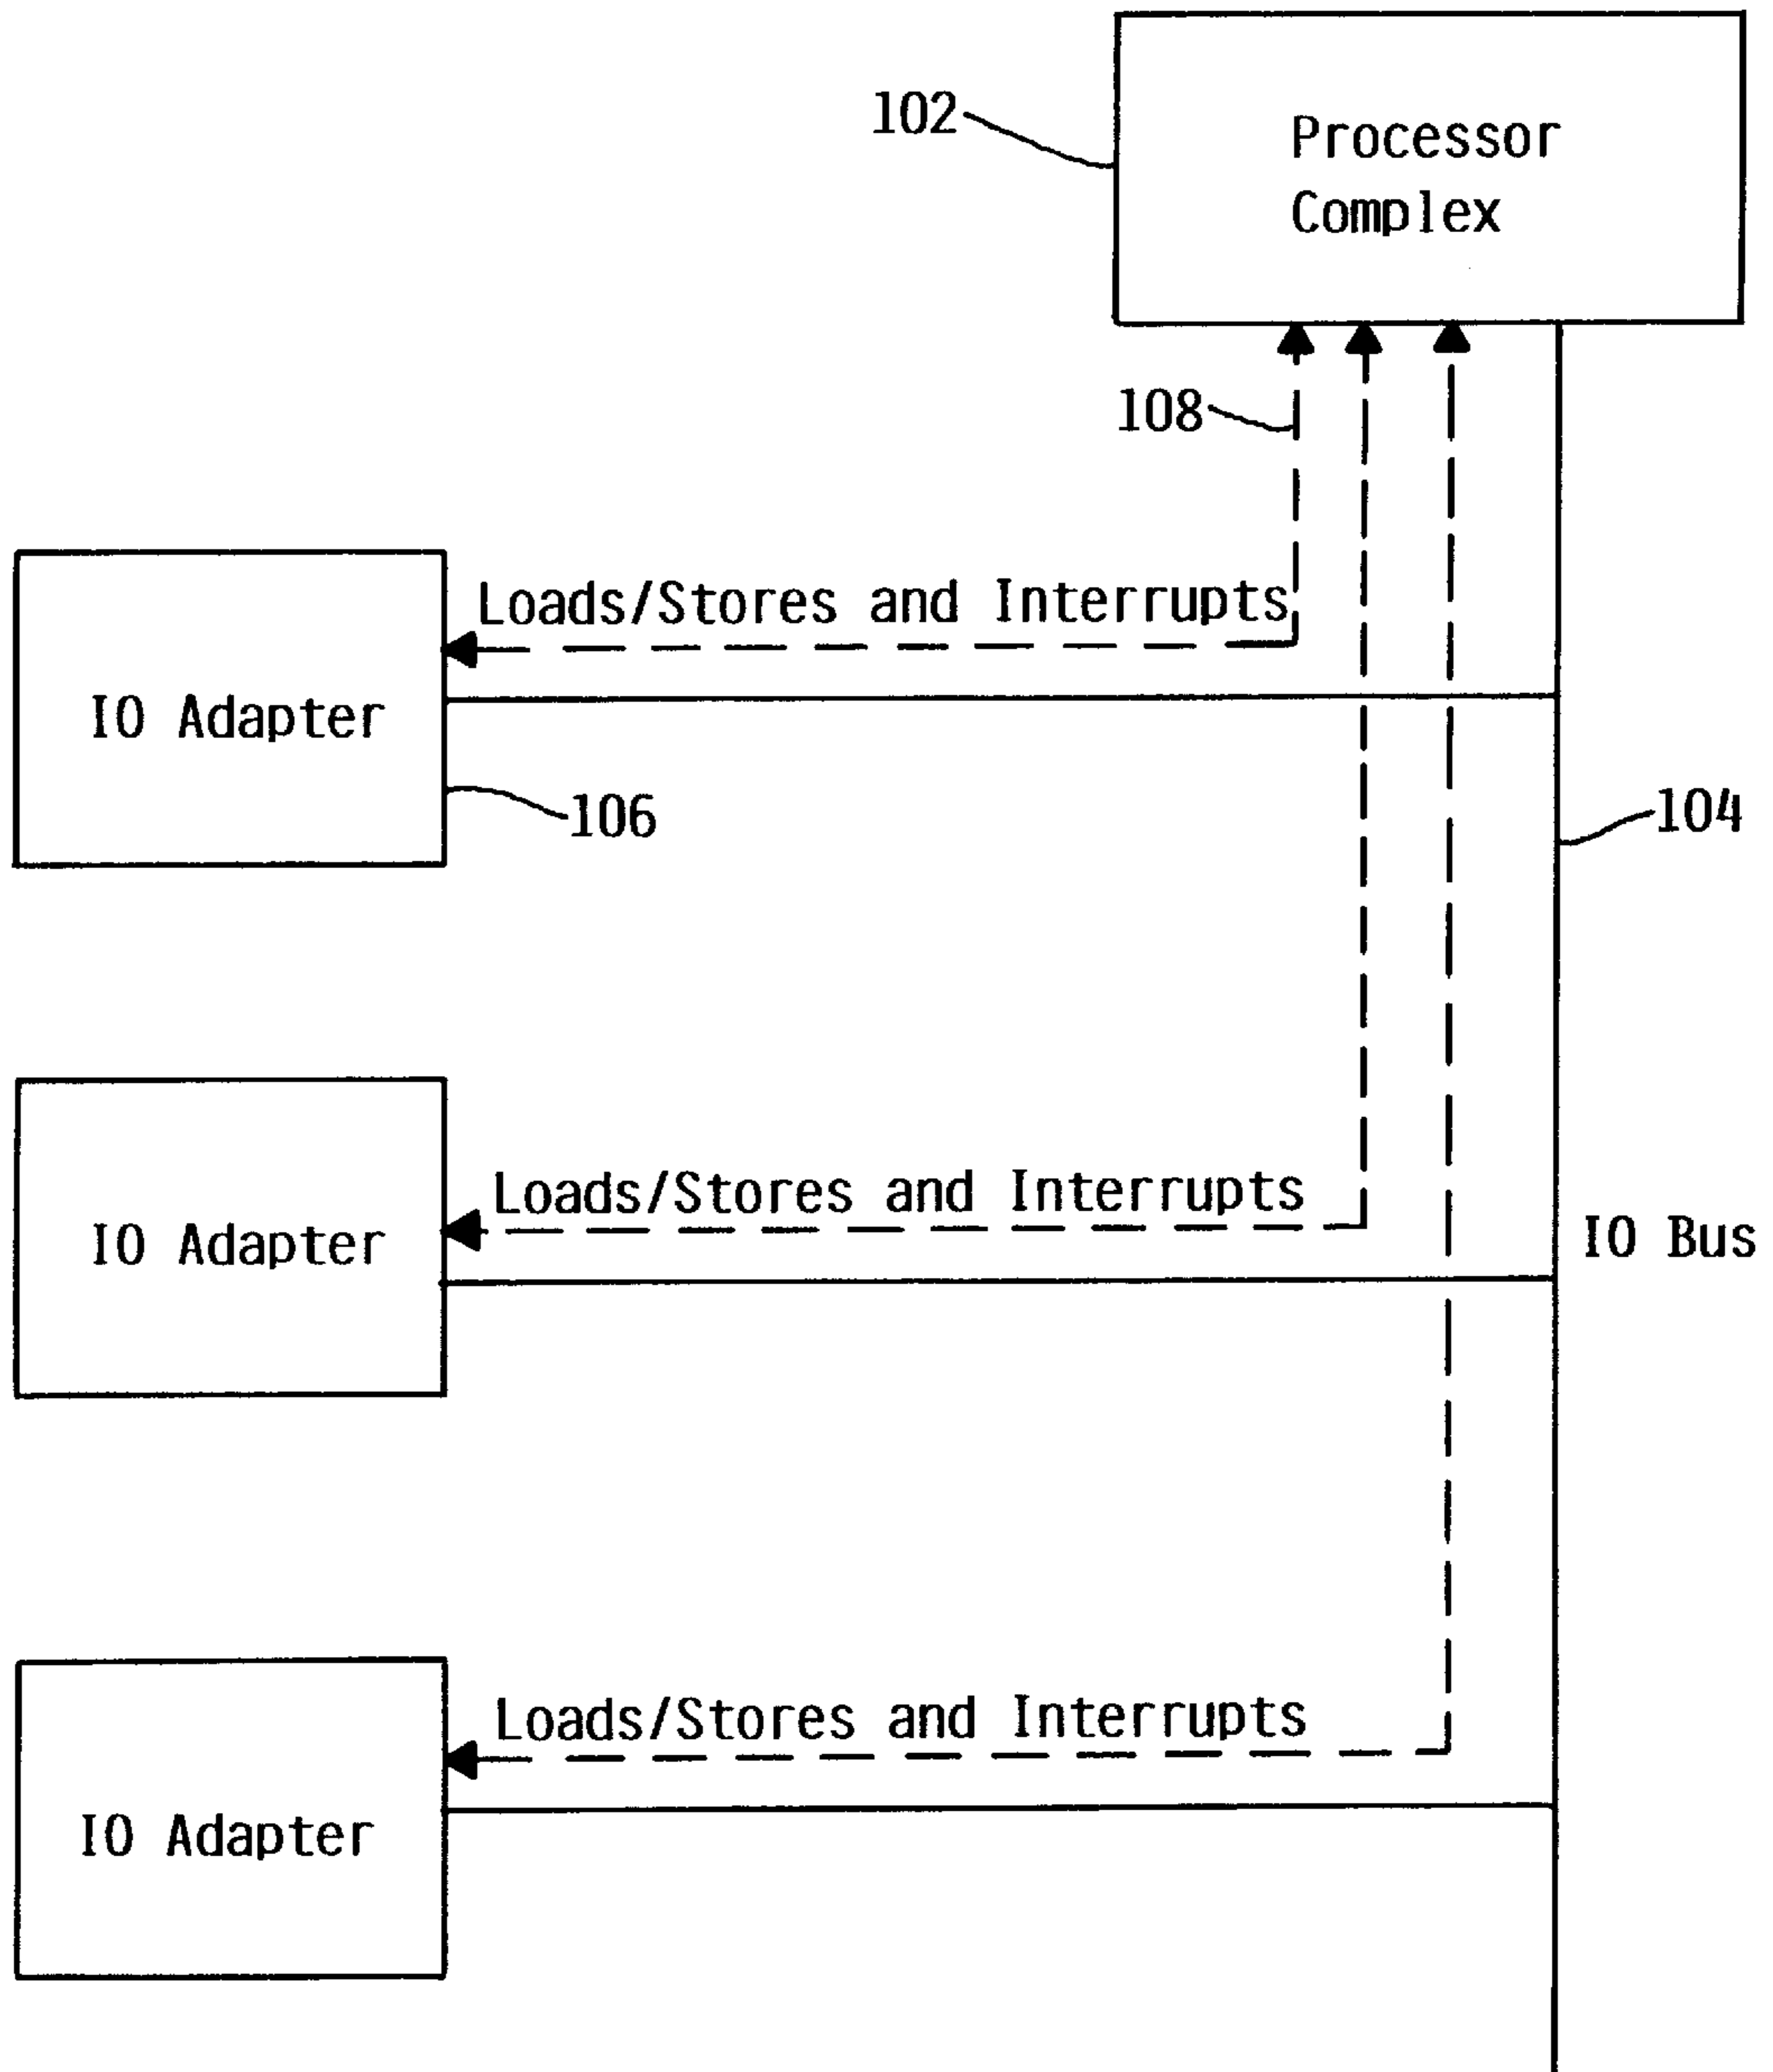 102
Processor
Complex
108
Loads/Stores and Interrupts
IO Adapter
106
104
Loads/Stores and Interrupts
IO Adapter
IO Bus
Loads/Stores and Interrupts
IO Adapter